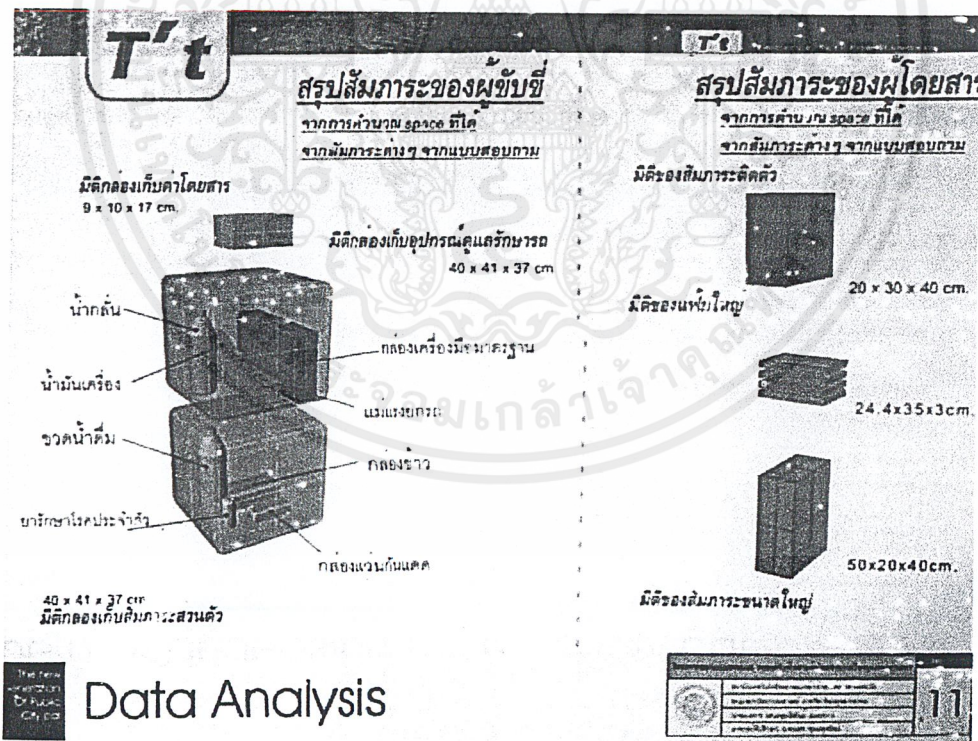 T't
สรุปสัมภาระของผู้ขับขี่
จากการคำนวณ space ที่ได้
จากสัมภาระต่างๆ จากแบบสอบถาม
มิติกล่องเก็บค่าโดยสาร
9 x 10 x 17 cm.
มิติกล่องเก็บอุปกรณ์ดูแลรักษารถ
40 x 41 x 37 cm
น้ำกลั่น
น้ำมันเครื่อง
กล่องเครื่องมือมาตรฐาน
แม่แรงยกรถ
ขวดน้ำดื่ม
กล่องข้าว
ยารักษาโรคประจำตัว
กล่องแว่นกันแดด
40 x 41 x 37 cm
มิติกล่องเก็บสัมภาระส่วนตัว
T't
สรุปสัมภาระของผู้โดยสาร
จากการคำนวณ space ที่ได้
จากสัมภาระต่างๆ จากแบบสอบถาม
มิติของสัมภาระติดตัว
20 x 30 x 40 cm.
มิติของแฟ้มใหญ่
24.4x35x3cm.
50x20x40cm.
มิติของสัมภาระขนาดใหญ่
The new
generation
for Public
City car
Data Analysis
11